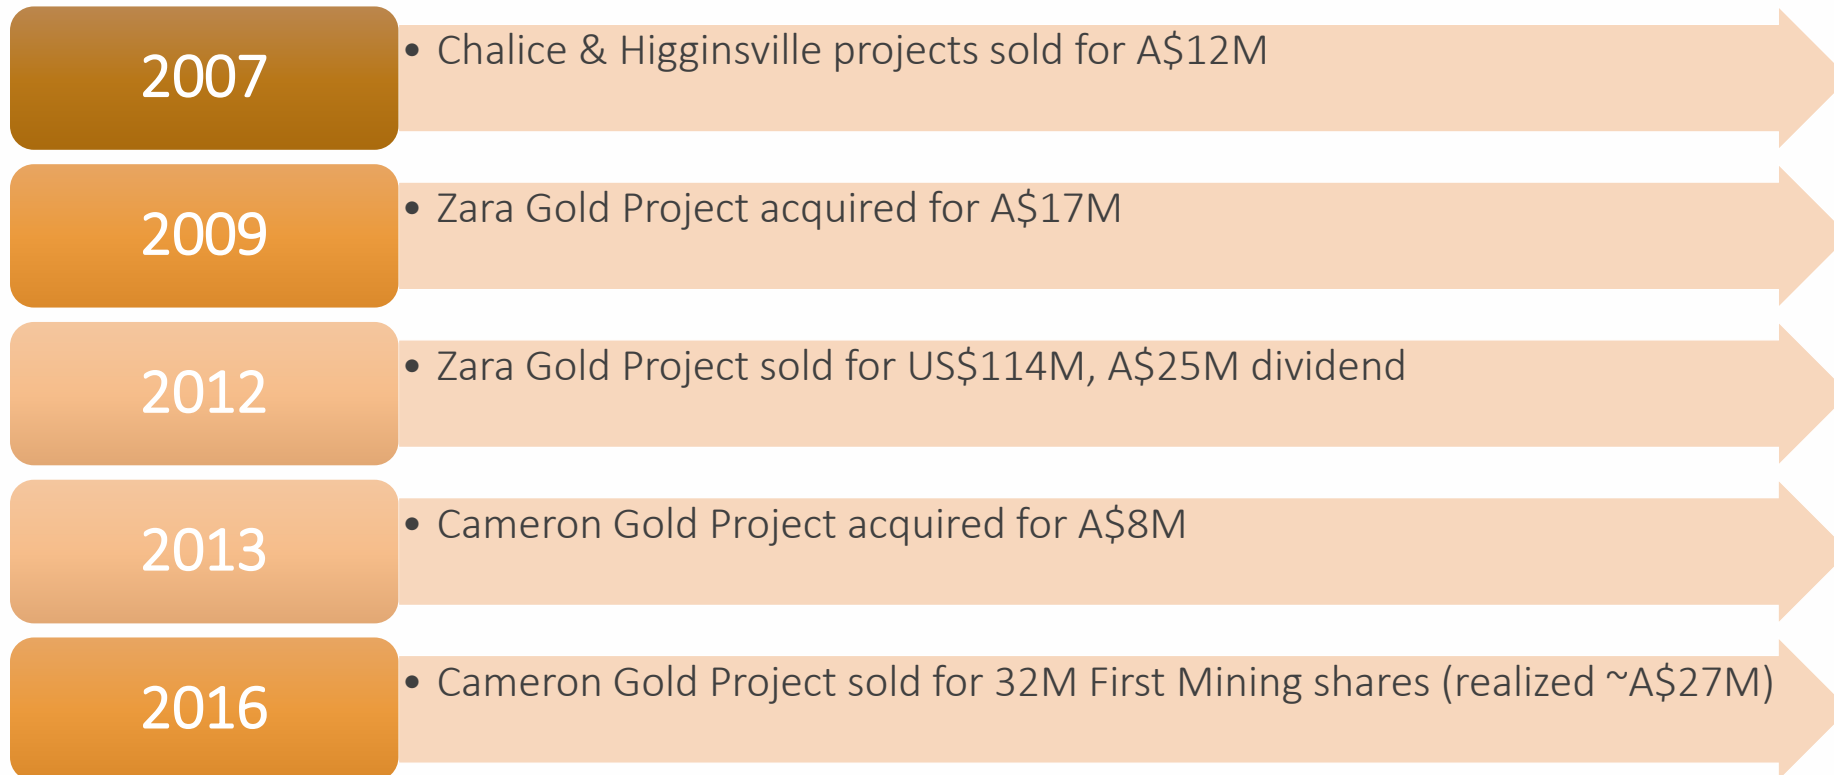 2007
• Chalice & Higginsville projects sold for A$12M
2009
• Zara Gold Project acquired for A$17M
2012
• Zara Gold Project sold for US$114M, A$25M dividend
2013
• Cameron Gold Project acquired for A$8M
2016
• Cameron Gold Project sold for 32M First Mining shares (realized ~A$27M)